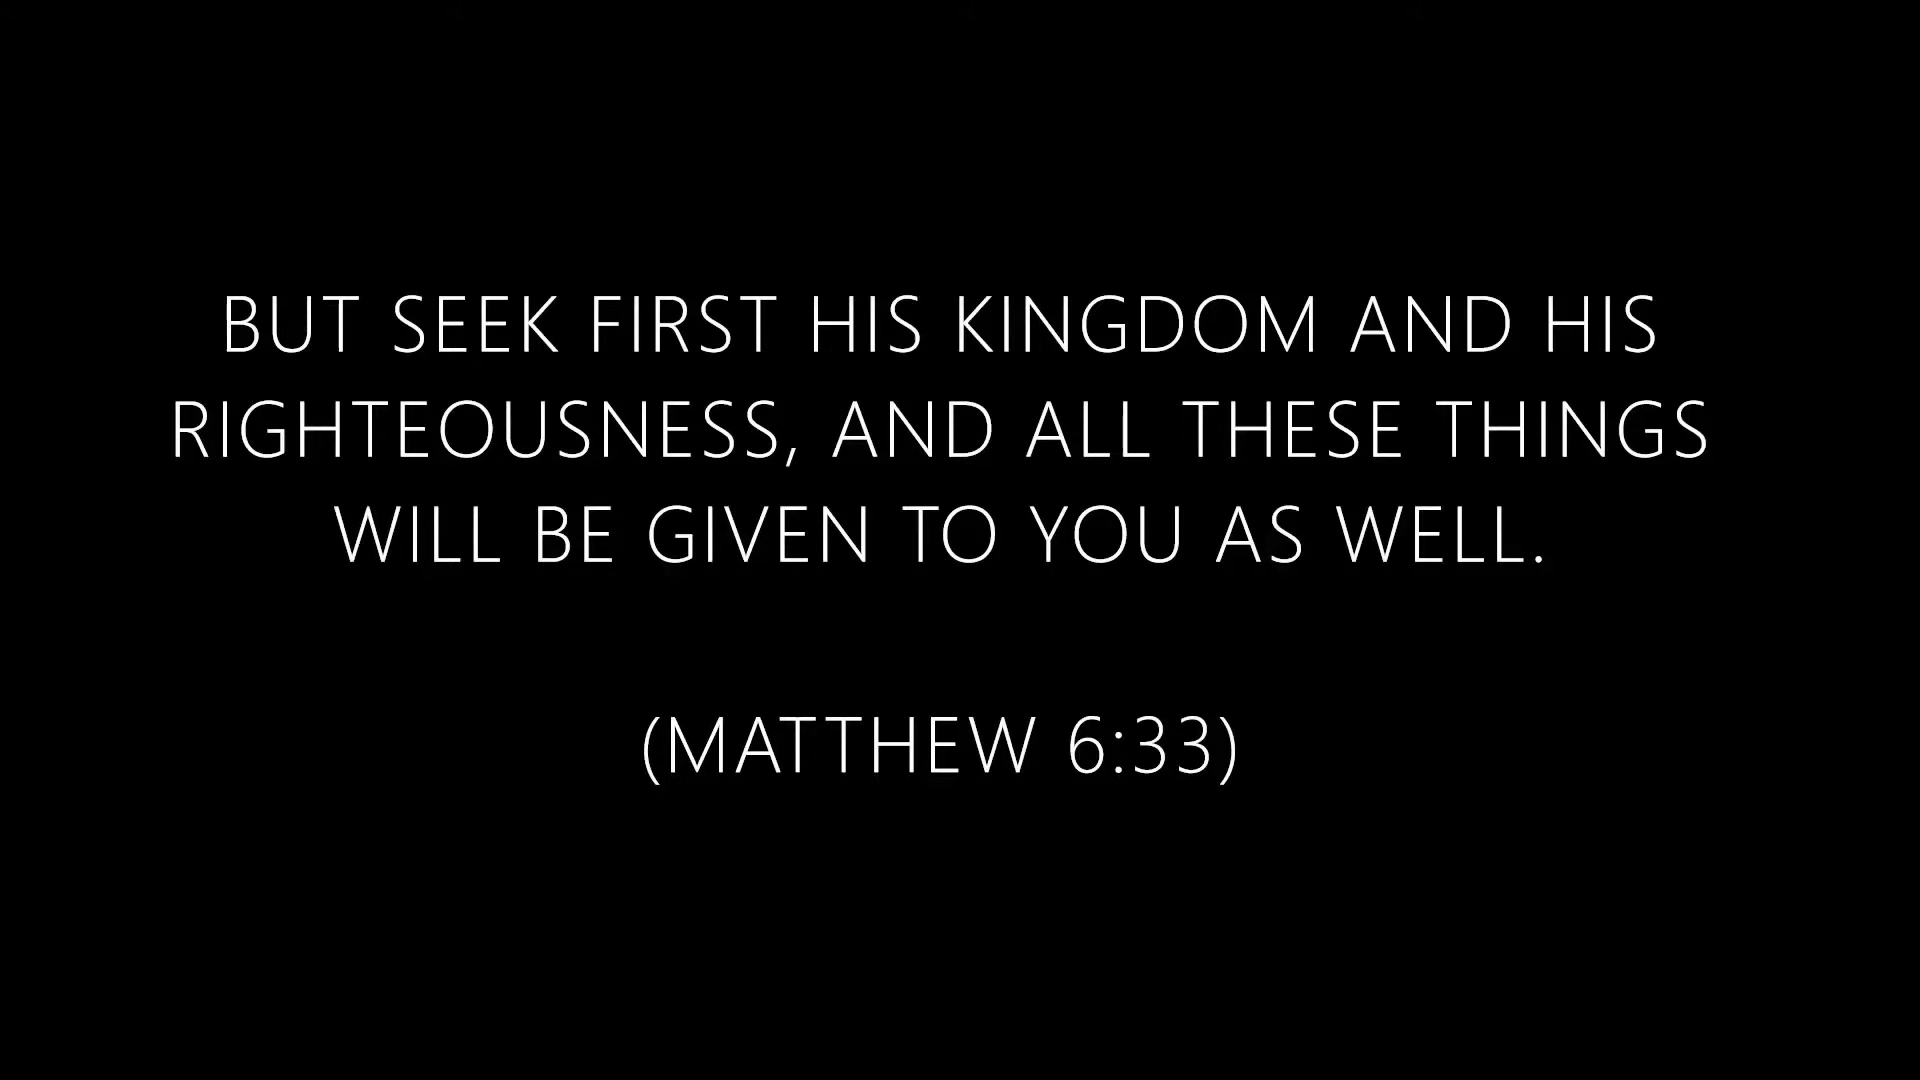 BUT SEEK FIRST HIS KINGDOM AND HIS
RIGHTEOUSNESS, AND ALL THESE THINGS
WILL BE GIVEN TO YOU AS WELL.
(MATTHEW 6:33)